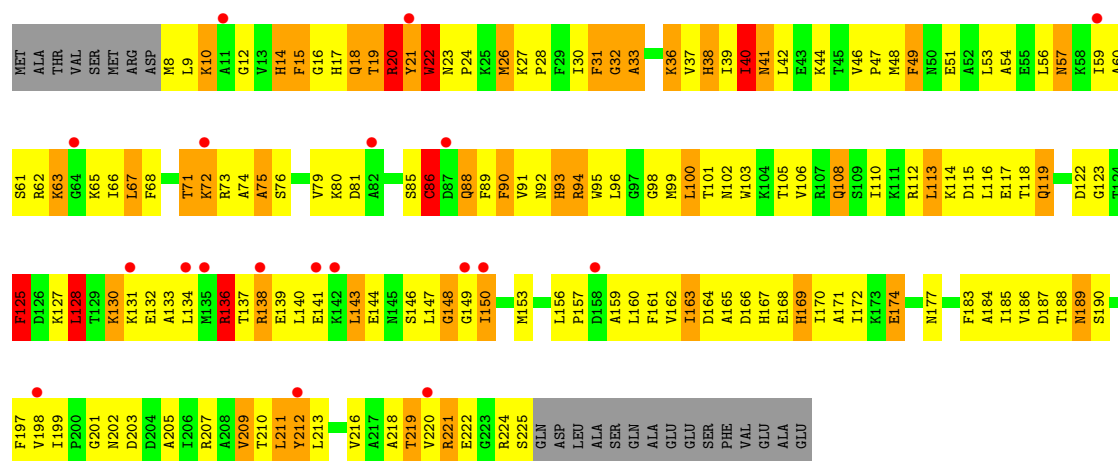 MET ALA THR VAL SER MET ARG ASP M8 L9 K10 A11 G12 V13 H14 F15 G16 H17 Q18 T19 R20 Y21 W22 N23 P24 K25 M26 K27 P28 F29 I30 F31 G32 A33 K36 V37 H38 I39 I40 N41 L42 E43 K44 T45 V46 P47 M48 F49 N50 E51 A52 L53 A54 E55 L56 N57 K58 I59 A60
S61 R62 K63 G64 K65 I66 L67 F68 T71 K72 R73 A74 A75 S76 V79 K80 D81 A82 S85 C86 D87 Q88 F89 F90 V91 N92 H93 R94 W95 L96 G97 G98 M99 L100 T101 N102 W103 K104 T105 V106 R107 Q108 S109 I110 K111 R112 L113 K114 D115 L116 E117 T118 Q119 D122 G123 T124
F125 D126 K127 L128 T129 K130 K131 E132 A133 L134 M135 R136 T137 R138 E139 L140 E141 K142 L143 E144 N145 S146 L147 G148 G149 I150 M153 L156 P157 D158 A159 L160 F161 V162 I163 D164 A165 D166 H167 E168 H169 I170 A171 I172 K173 E174 N177 F183 A184 I185 V186 D187 T188 N189 S190
F197 V198 I199 P200 G201 N202 D203 D204 A205 I206 R207 A208 V209 T210 L211 Y212 L213 V216 A217 A218 T219 V220 R221 E222 G223 R224 S225 GLN ASP LEU ALA SER GLN ALA GLU GLU SER PHE VAL GLU ALA GLU